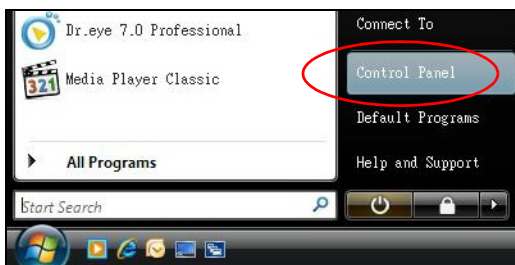 Dr.eye 7.0 Professional
Media Player Classic
All Programs
Start Search
Connect To
Control Panel
Default Programs
Help and Support
321